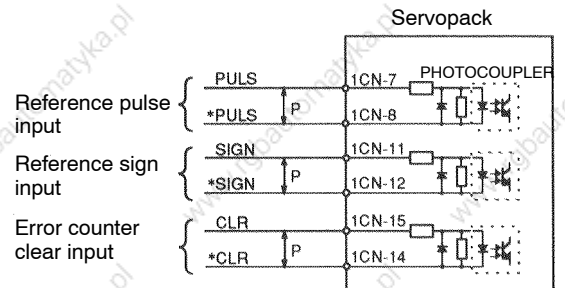 Servopack
PULS 1CN-7 PHOTOCOUPLER
Reference pulse input
P
*PULS 1CN-8
SIGN 1CN-11
Reference sign input
P
*SIGN 1CN-12
CLR 1CN-15
Error counter clear input
P
*CLR 1CN-14